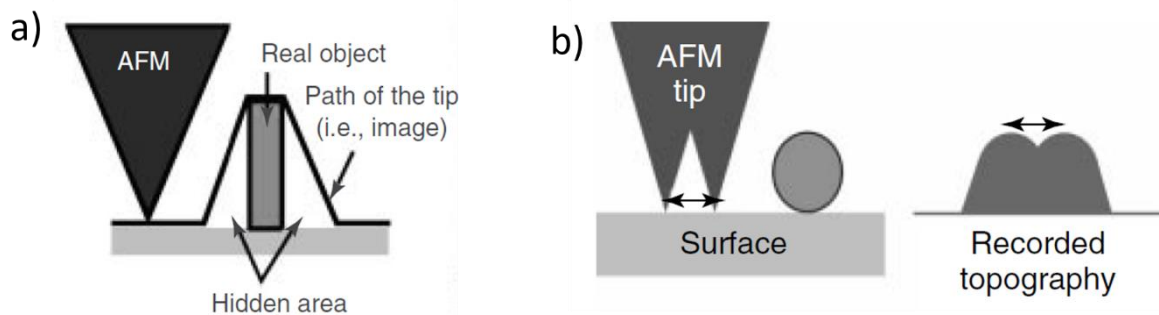 a)
AFM
Real object
Path of the tip
(i.e., image)
Hidden area
b)
AFM
tip
Surface
Recorded
topography